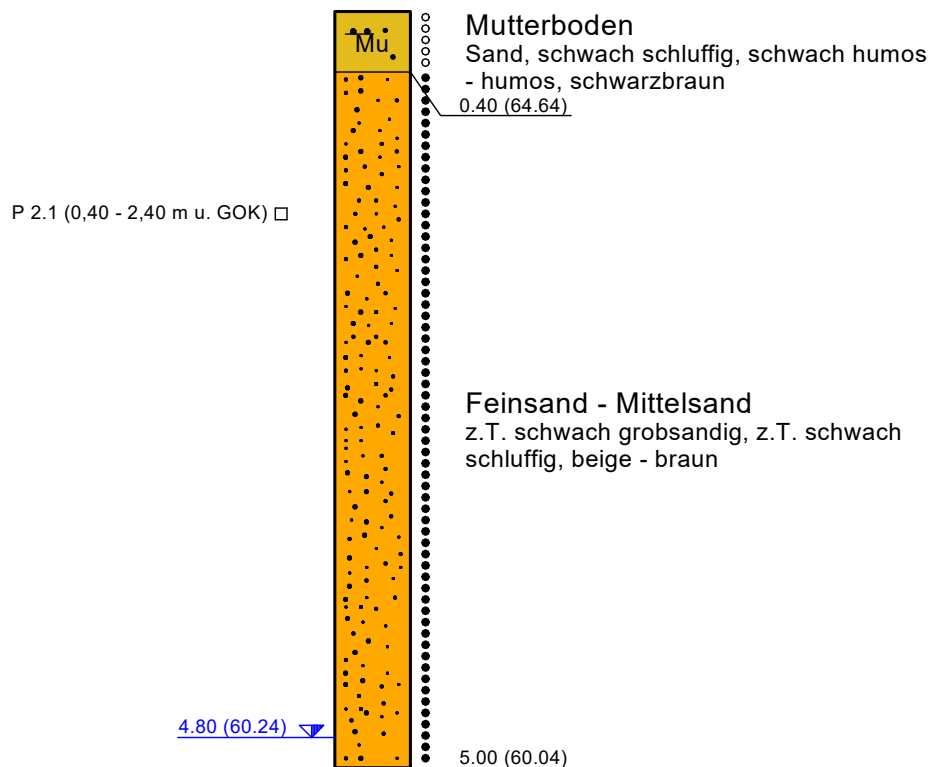 Mu
Mutterboden
Sand, schwach schluffig, schwach humos
- humos, schwarzbraun
0.40 (64.64)
P 2.1 (0,40 - 2,40 m u. GOK)
Feinsand - Mittelsand
z.T. schwach grobsandig, z.T. schwach
schluffig, beige - braun
4.80 (60.24)
5.00 (60.04)